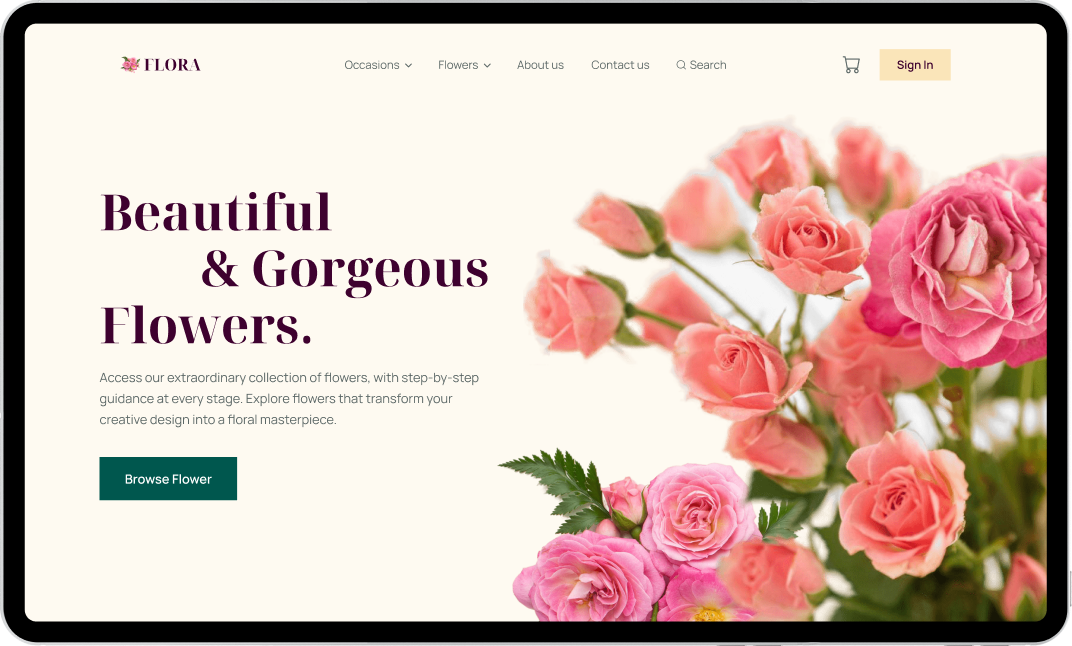 FLORA
Occasions
Flowers
About us
Contact us
Search
Sign In
Beautiful
& Gorgeous
Flowers.
Access our extraordinary collection of flowers, with step-by-step
guidance at every stage. Explore flowers that transform your
creative design into a floral masterpiece.
Browse Flower